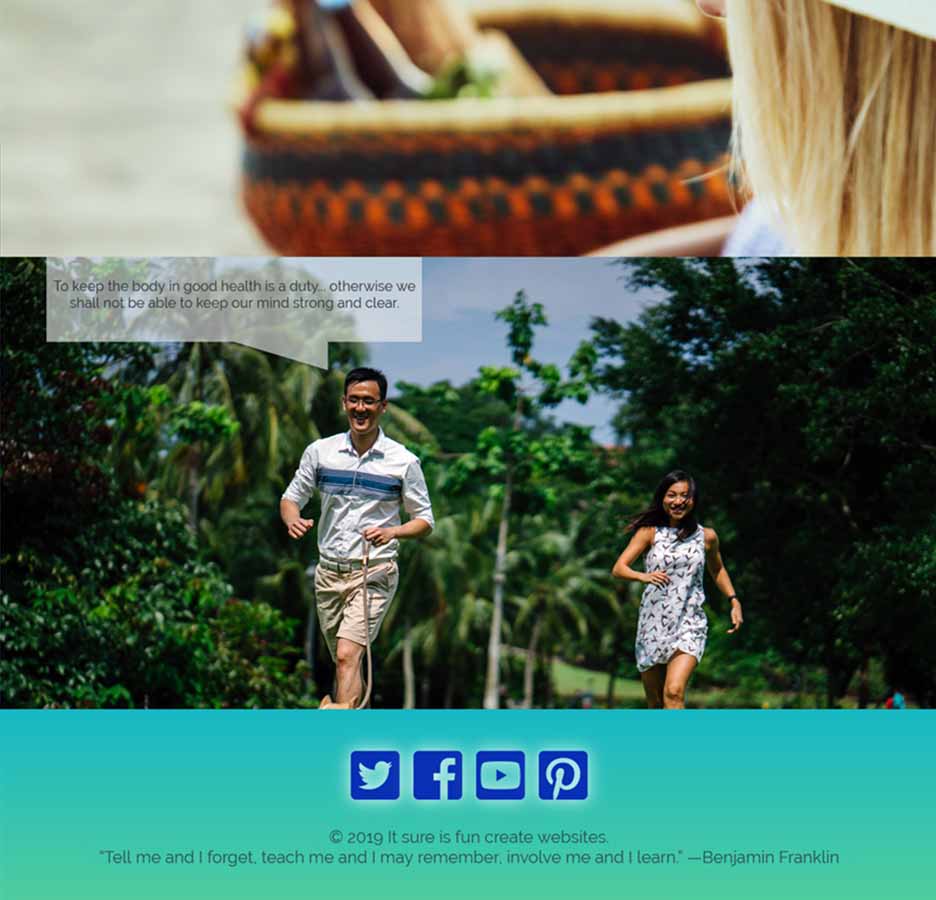 To keep the body in good health is a duty... otherwise we
shall not be able to keep our mind strong and clear.
© 2019 It sure is fun create websites.
“Tell me and I forget, teach me and I may remember, involve me and I learn.” —Benjamin Franklin